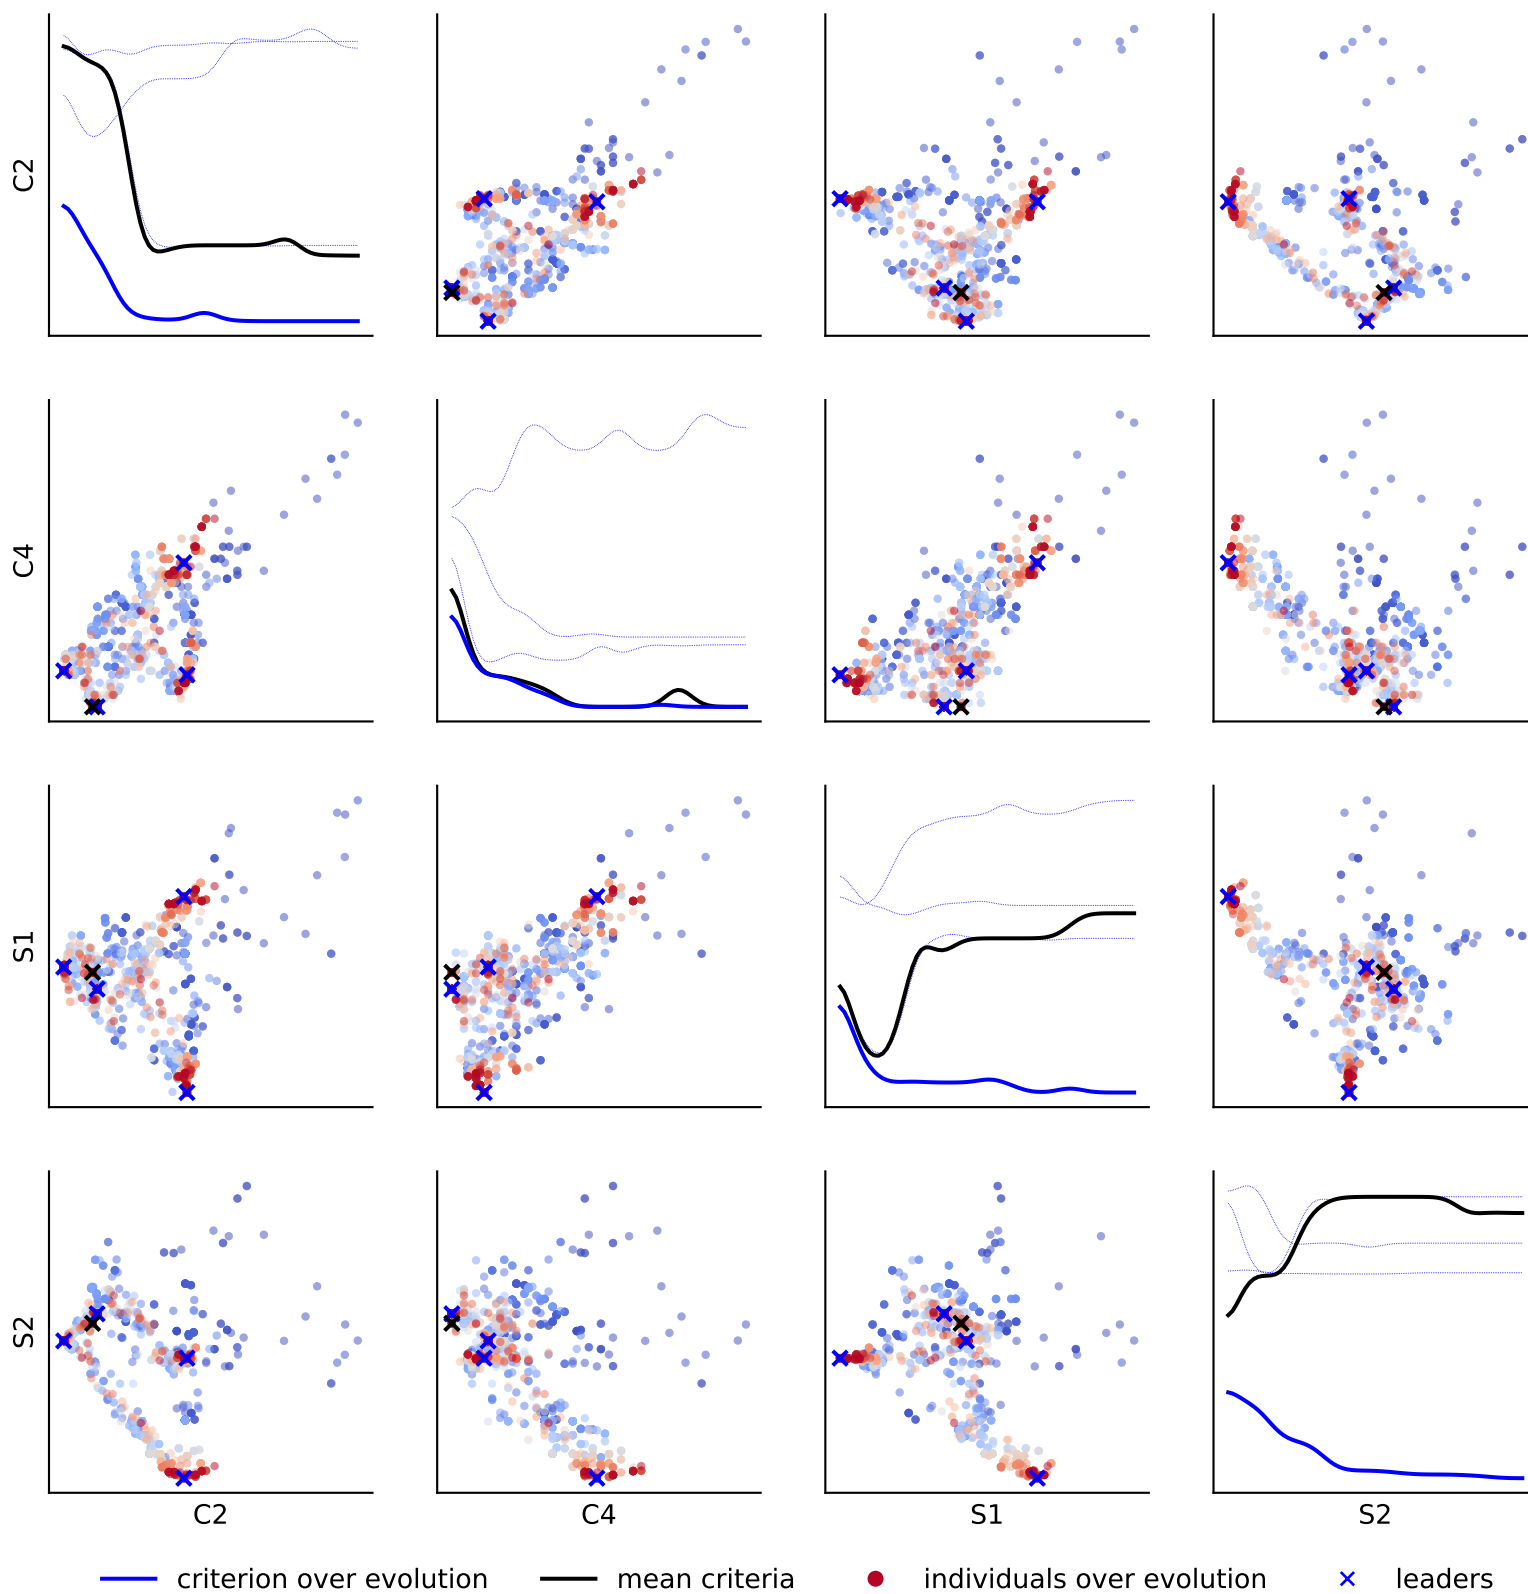 C2
C4
S1
S2
C2 C4 S1 S2
criterion over evolution mean criteria individuals over evolution leaders